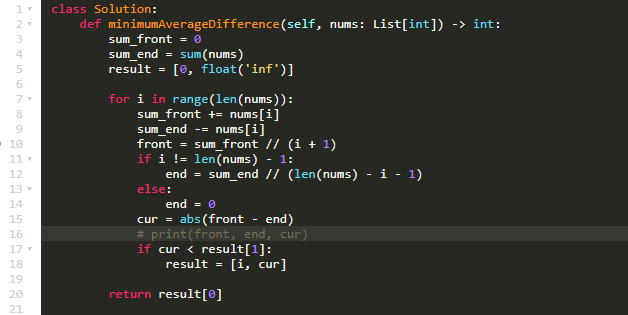 1 class Solution:
2     def minimumAverageDifference(self, nums: List[int]) -> int:
3         sum_front = 0
4         sum_end = sum(nums)
5         result = [0, float('inf')]
6
7         for i in range(len(nums)):
8             sum_front += nums[i]
9             sum_end -= nums[i]
10             front = sum_front // (i + 1)
11             if i != len(nums) - 1:
12                 end = sum_end // (len(nums) - i - 1)
13             else:
14                 end = 0
15             cur = abs(front - end)
16             # print(front, end, cur)
17             if cur < result[1]:
18                 result = [i, cur]
19
20         return result[0]
21